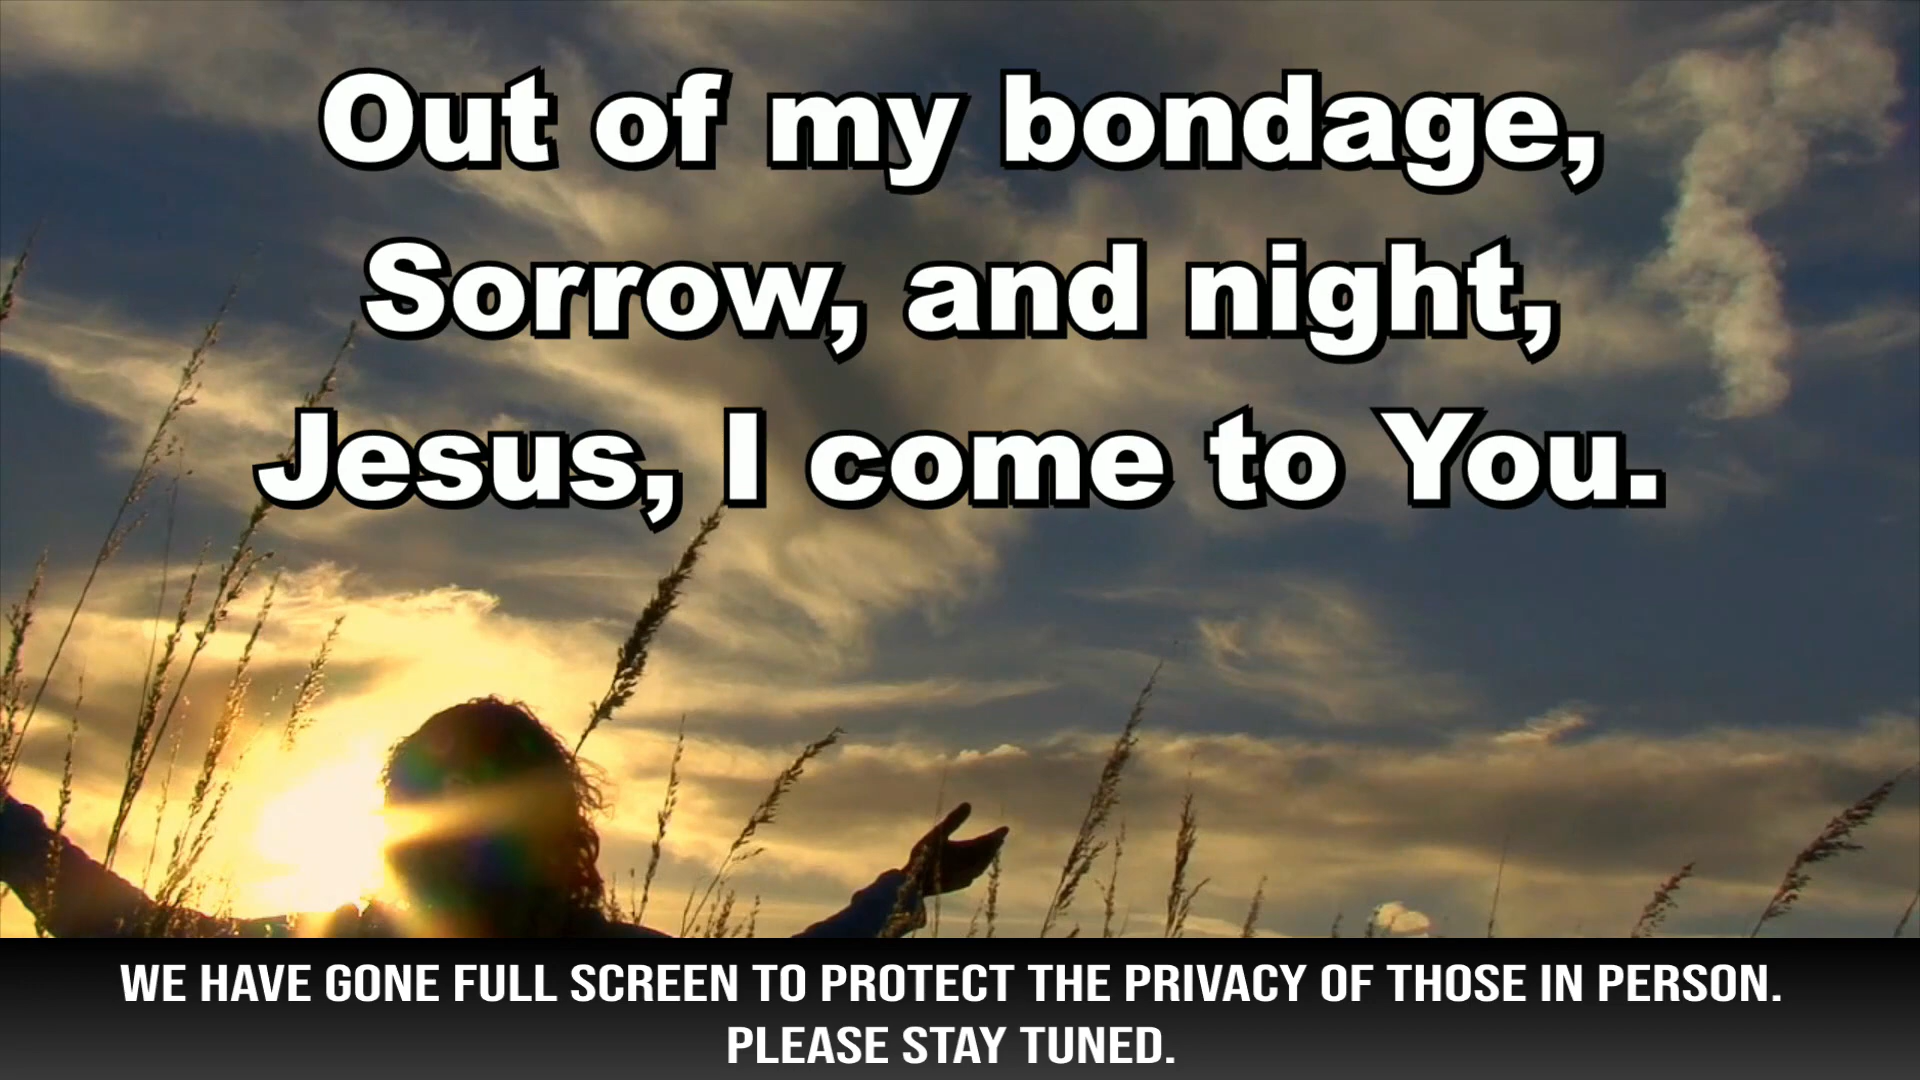 Out of my bondage,
Sorrow, and night,
Jesus, I come to You.
WE HAVE GONE FULL SCREEN TO PROTECT THE PRIVACY OF THOSE IN PERSON.
PLEASE STAY TUNED.